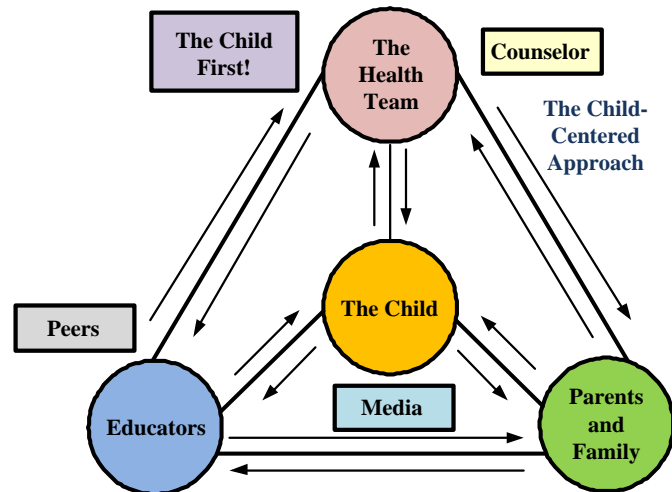 The Child
First!
The
Health
Team
Counselor
The Child-
Centered
Approach
The Child
Peers
Media
Educators
Parents
and
Family